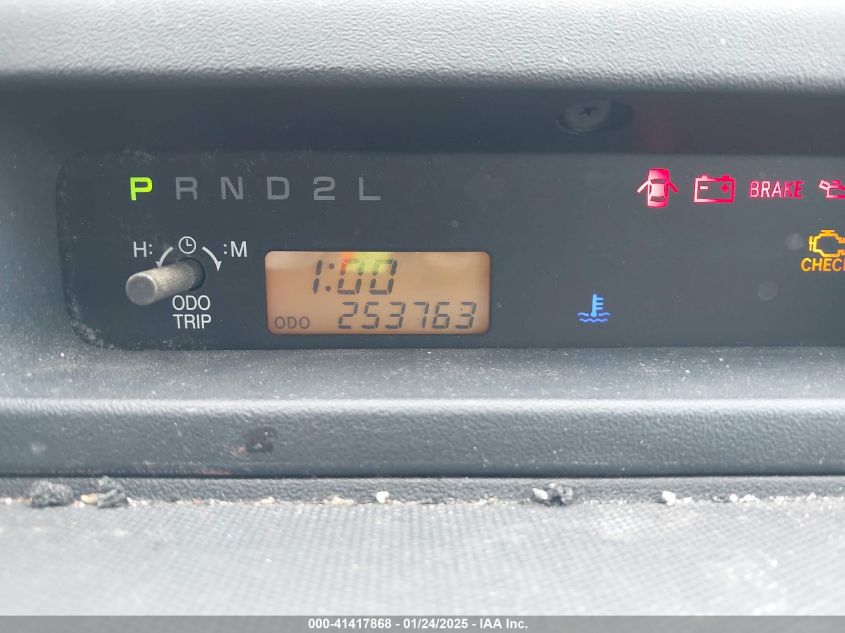 P R N D 2 L
BRAKE
H: :M
1:00
CHECK
ODO
TRIP
ODO 253763
000-41417868 - 01/24/2025 - IAA Inc.